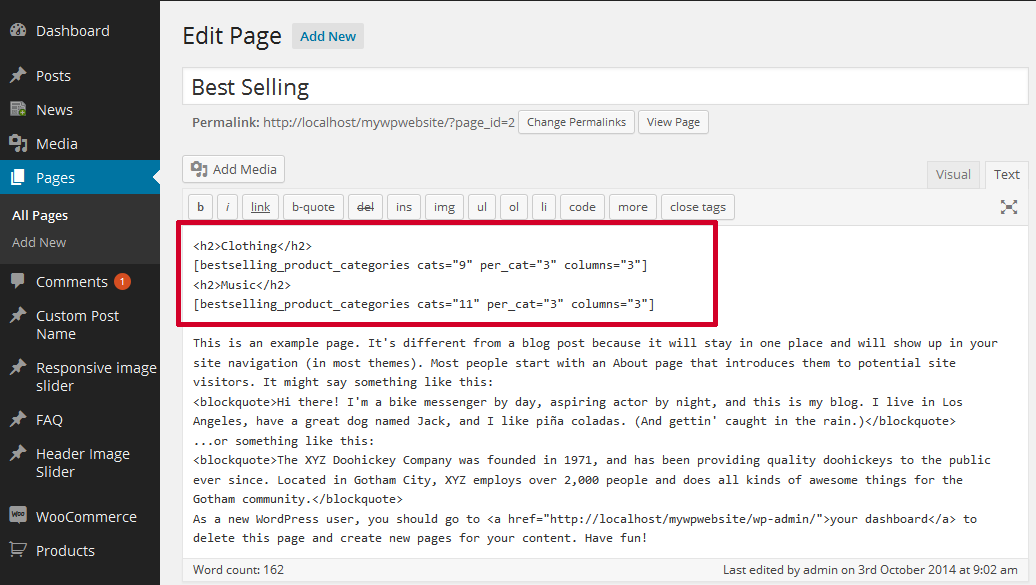 Dashboard
Posts
News
Media
Pages
All Pages
Add New
Comments 1
Custom Post
Name
Responsive image
slider
FAQ
Header Image
Slider
Woo WooCommerce
Products
Edit Page Add New
Best Selling
Permalink: http://localhost/mywpwebsite/?page_id=2 Change Permalinks View Page
Add Media
Visual Text
b i link b-quote del ins img ul ol li code more close tags
<h2>Clothing</h2>
[bestselling_product_categories cats="9" per_cat="3" columns="3"]
<h2>Music</h2>
[bestselling_product_categories cats="11" per_cat="3" columns="3"]
This is an example page. It's different from a blog post because it will stay in one place and will show up in your
site navigation (in most themes). Most people start with an About page that introduces them to potential site
visitors. It might say something like this:
<blockquote>Hi there! I'm a bike messenger by day, aspiring actor by night, and this is my blog. I live in Los
Angeles, have a great dog named Jack, and I like piña coladas. (And gettin' caught in the rain.)</blockquote>
...or something like this:
<blockquote>The XYZ Doohickey Company was founded in 1971, and has been providing quality doohickeys to the public
ever since. Located in Gotham City, XYZ employs over 2,000 people and does all kinds of awesome things for the
Gotham community.</blockquote>
As a new WordPress user, you should go to <a href="http://localhost/mywpwebsite/wp-admin/">your dashboard</a> to
delete this page and create new pages for your content. Have fun!
Word count: 162 Last edited by admin on 3rd October 2014 at 9:02 am